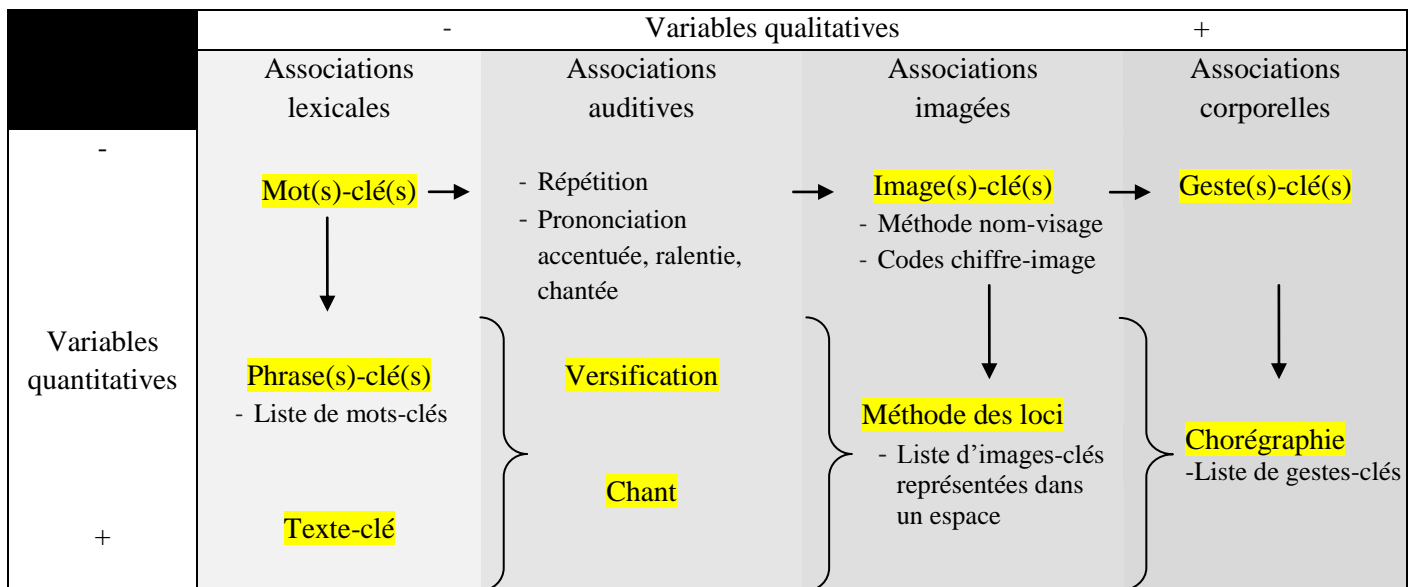 - Variables qualitatives +
Associations lexicales
Associations auditives
Associations imagées
Associations corporelles
-
Variables quantitatives
+
Mot(s)-clé(s)
Phrase(s)-clé(s)
- Liste de mots-clés
Texte-clé
- Répétition
- Prononciation
accentuée, ralentie,
chantée
Versification
Chant
Image(s)-clé(s)
- Méthode nom-visage
- Codes chiffre-image
Méthode des loci
- Liste d’images-clés
représentées dans
un espace
Geste(s)-clé(s)
Chorégraphie
-Liste de gestes-clés